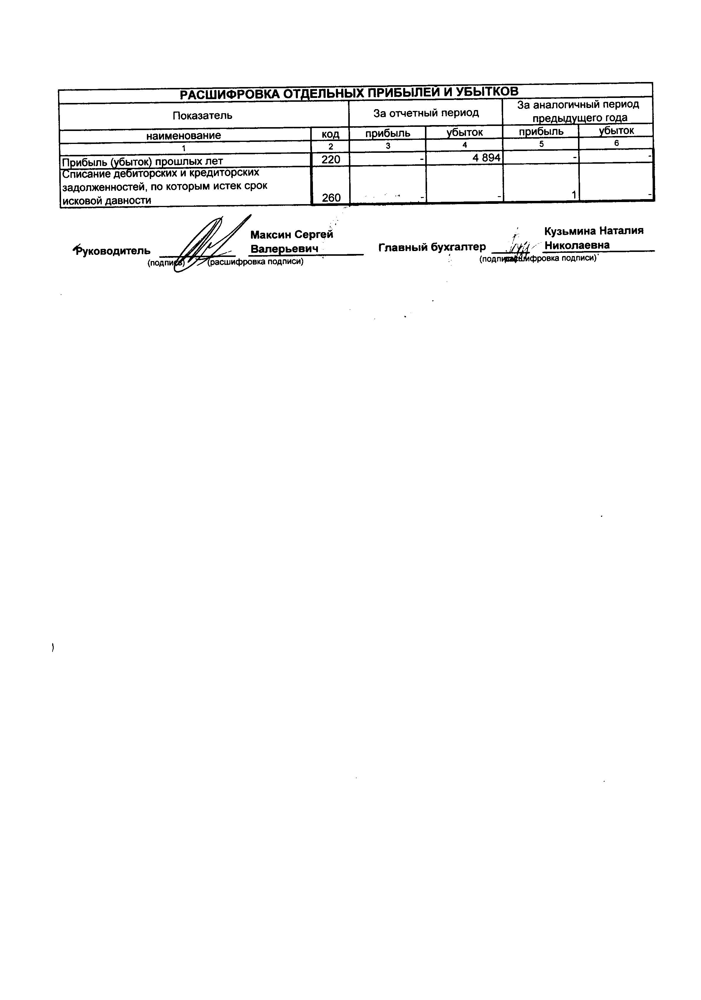 РАСШИФРОВКА ОТДЕЛЬНЫХ ПРИБЫЛЕЙ И УБЫТКОВ
Показатель За отчетный период За аналогичный период
предыдущего года
наименование код прибыль убыток прибыль убыток
1 2 3 4 5 6
Прибыль (убыток) прошлых лет 220 - 4 894 - -
Списание дебиторских и кредиторских
задолженностей, по которым истек срок
исковой давности 260 - - 1 -
Максин Сергей Кузьмина Наталия
Руководитель Валерьевич Главный бухгалтер Николаевна
(подпись) (расшифровка подписи) (подпись) (расшифровка подписи)